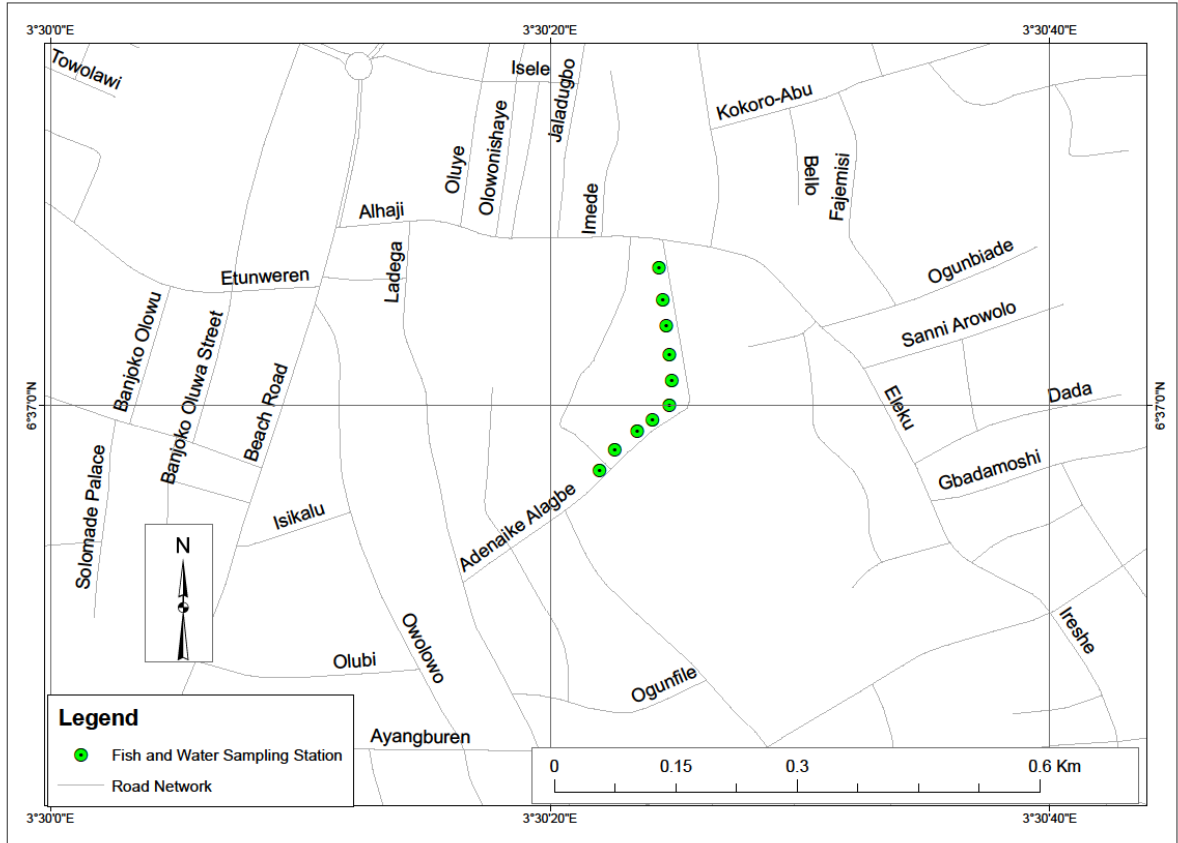 3°30'0"E
3°30'20"E
3°30'40"E
Towolawi
Isele
Jaladugbo
Kokoro-Abu
Oluye
Olowonishaye
Imede
Bello
Fajemisi
Alhaji
Ladega
Etunweren
Ogunbiade
Sanni Arowolo
Banjoko Olowu
Banjoko Oluwa Street
Beach Road
Eleku
Dada
6°37'0"N
6°37'0"N
Solomade Palace
Gbadamoshi
Isikalu
Adenaike Alagbe
N
Owolowo
Ireshe
Olubi
Ogunfile
Legend
Fish and Water Sampling Station
Road Network
Ayangburen
0 0.15 0.3 0.6 Km
3°30'0"E
3°30'20"E
3°30'40"E